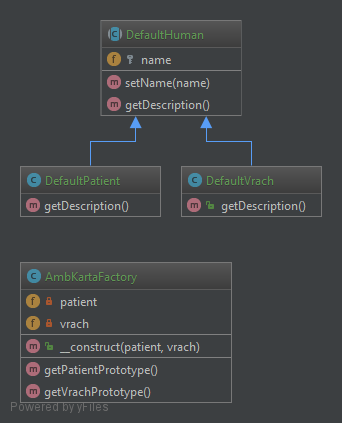 DefaultHuman
name
setName(name)
getDescription()
DefaultPatient
getDescription()
DefaultVrach
getDescription()
AmbKartaFactory
patient
vrach
__construct(patient, vrach)
getPatientPrototype()
getVrachPrototype()
Powered by yFiles